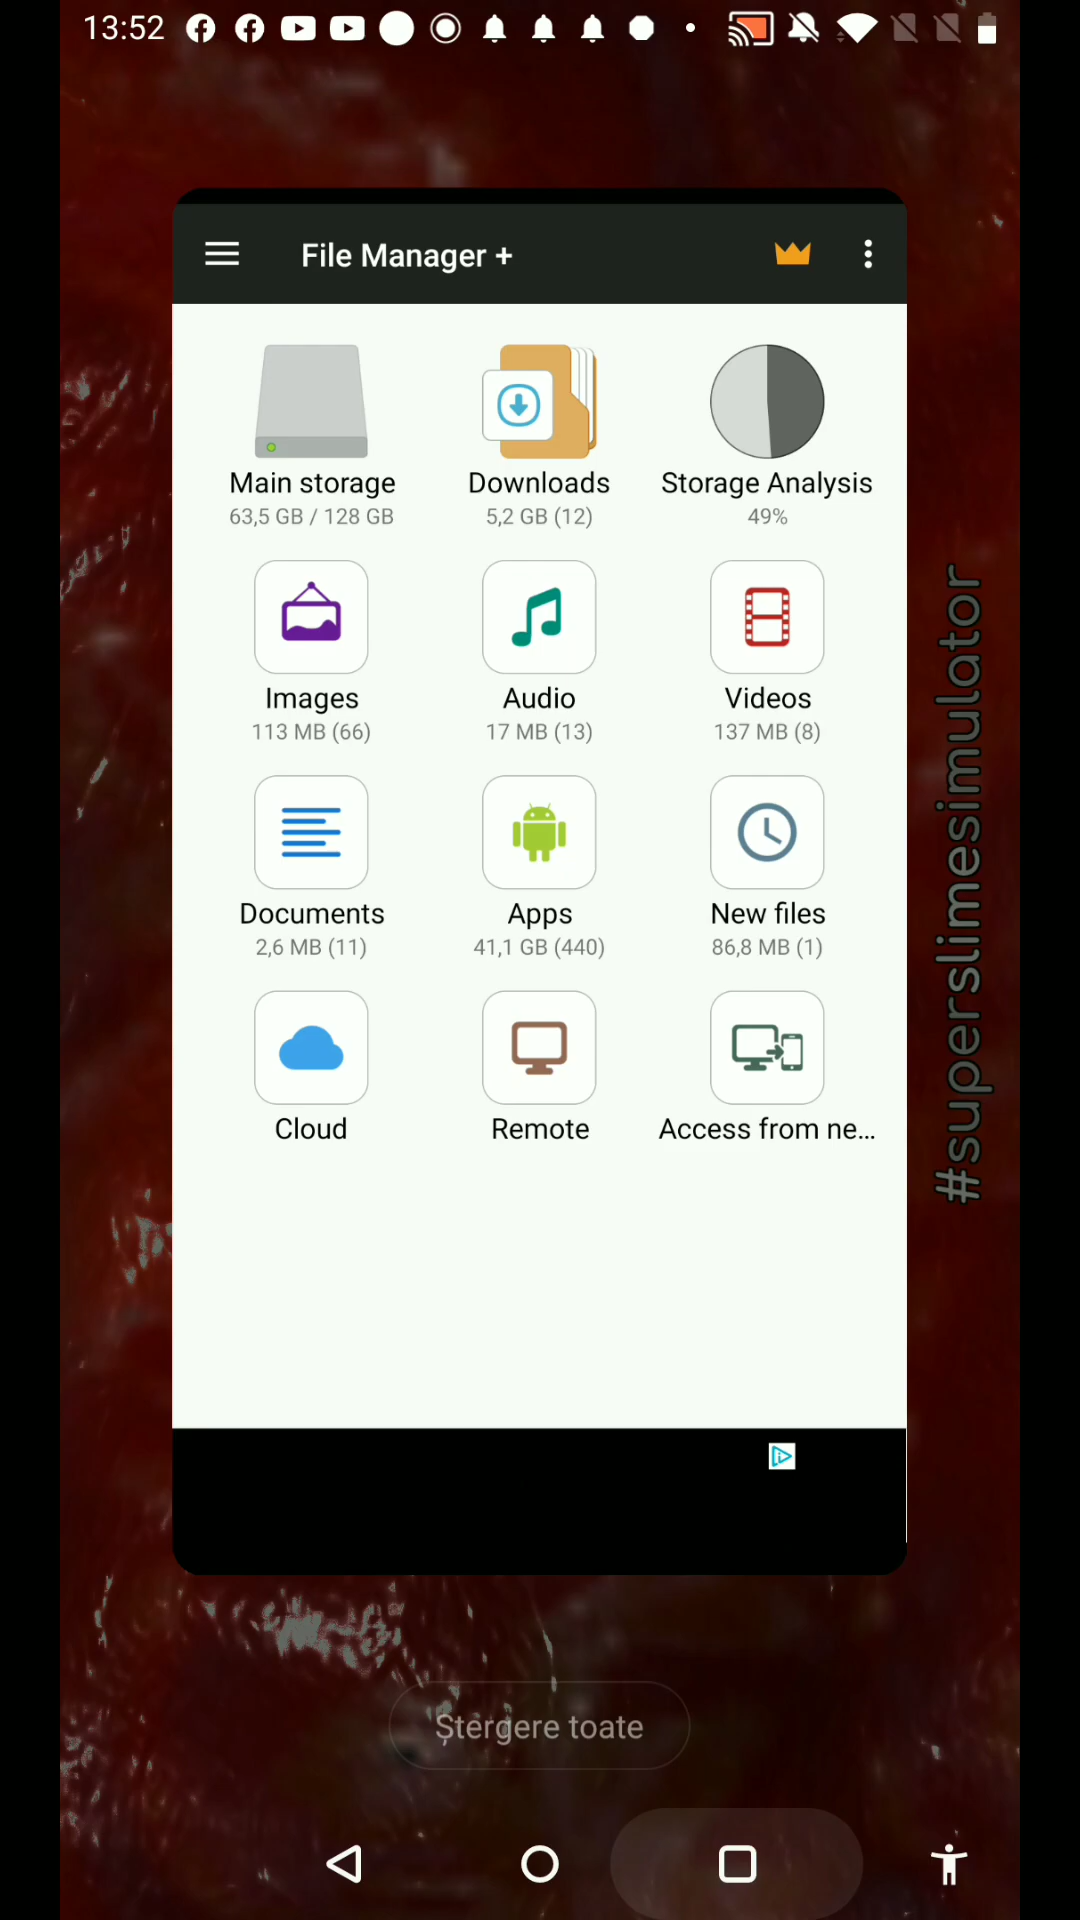 13:52
File Manager +
Main storage
63,5 GB / 128 GB
Downloads
5,2 GB (12)
Storage Analysis
49%
Images
113 MB (66)
Audio
17 MB (13)
Videos
137 MB (8)
Documents
2,6 MB (11)
Apps
41,1 GB (440)
New files
86,8 MB (1)
Cloud
Remote
Access from ne...
#superslimesimulator
Ștergere toate